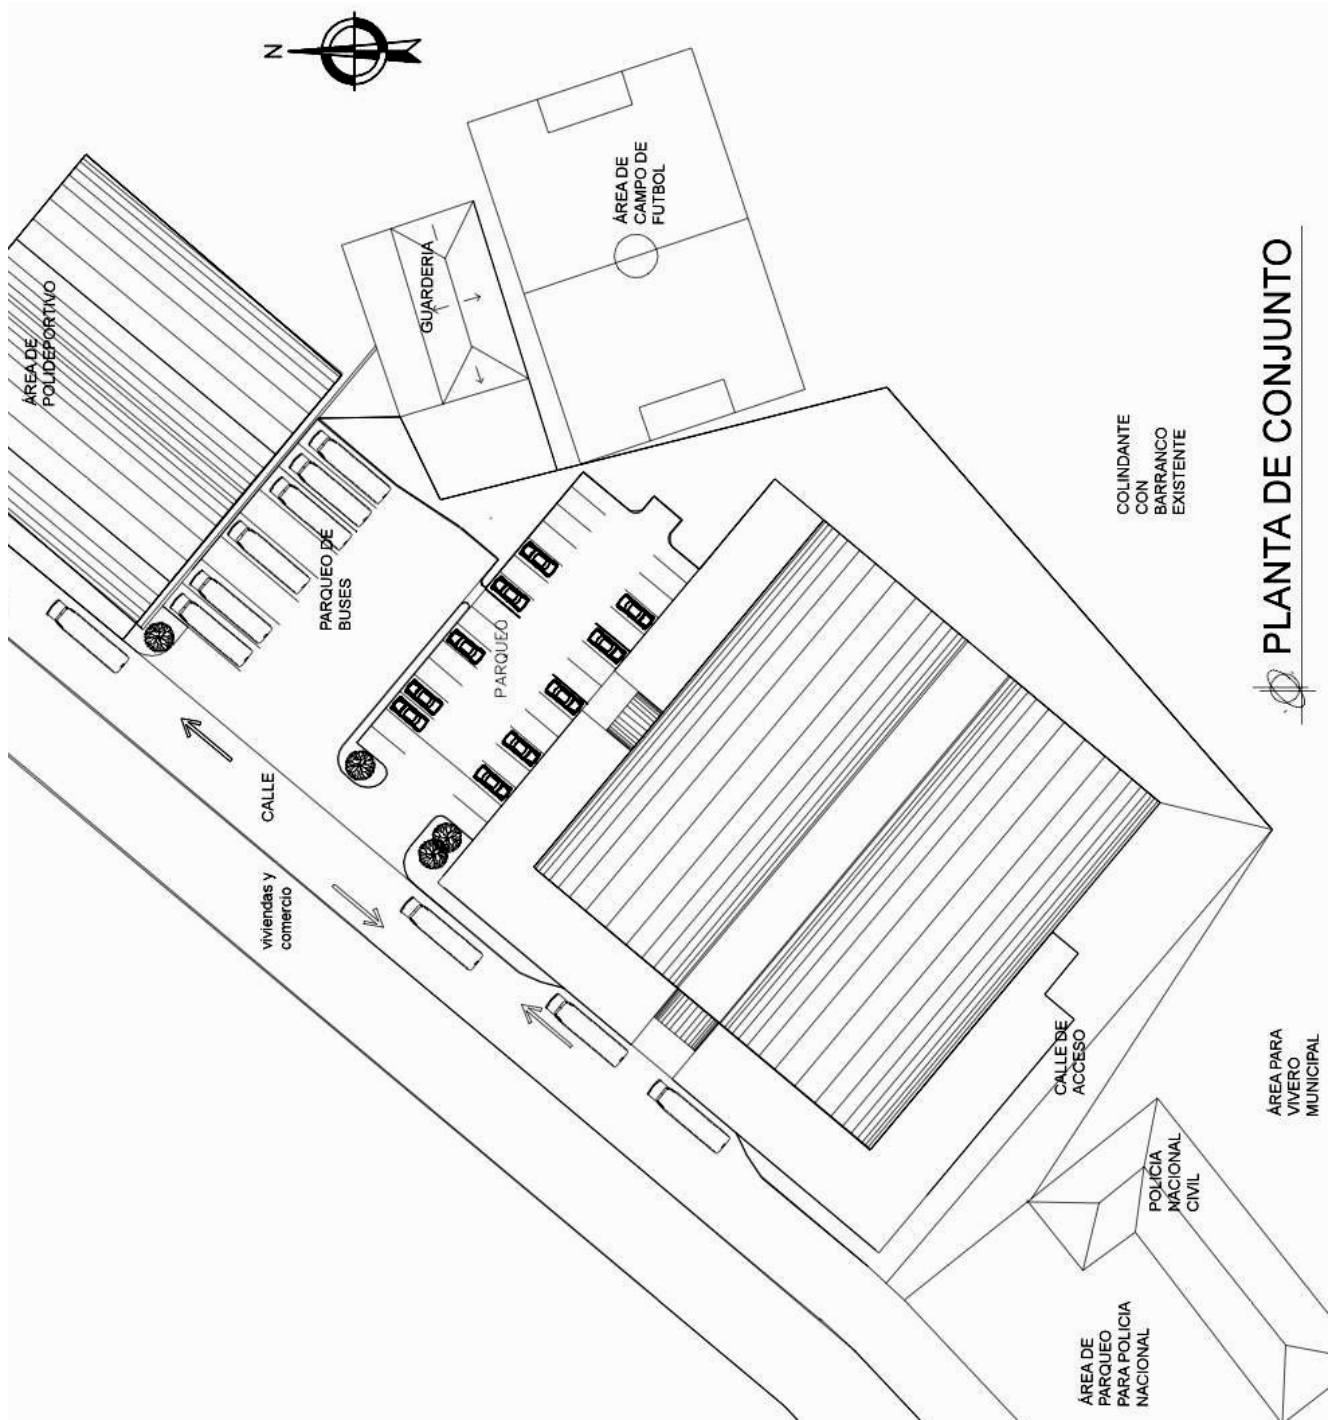 N
ÁREA DE
POLIDEPORTIVO
GUARDERIA
ÁREA DE
CAMPO DE
FUTBOL
PARQUEO DE
BUSES
PARQUEO
CALLE
viviendas y
comercio
COLINDANTE
CON
BARRANCO
EXISTENTE
PLANTA DE CONJUNTO
CALLE DE
ACCESO
POLICIA
NACIONAL
CIVIL
ÁREA PARA
VIVERO
MUNICIPAL
ÁREA DE
PARQUEO
PARA POLICIA
NACIONAL